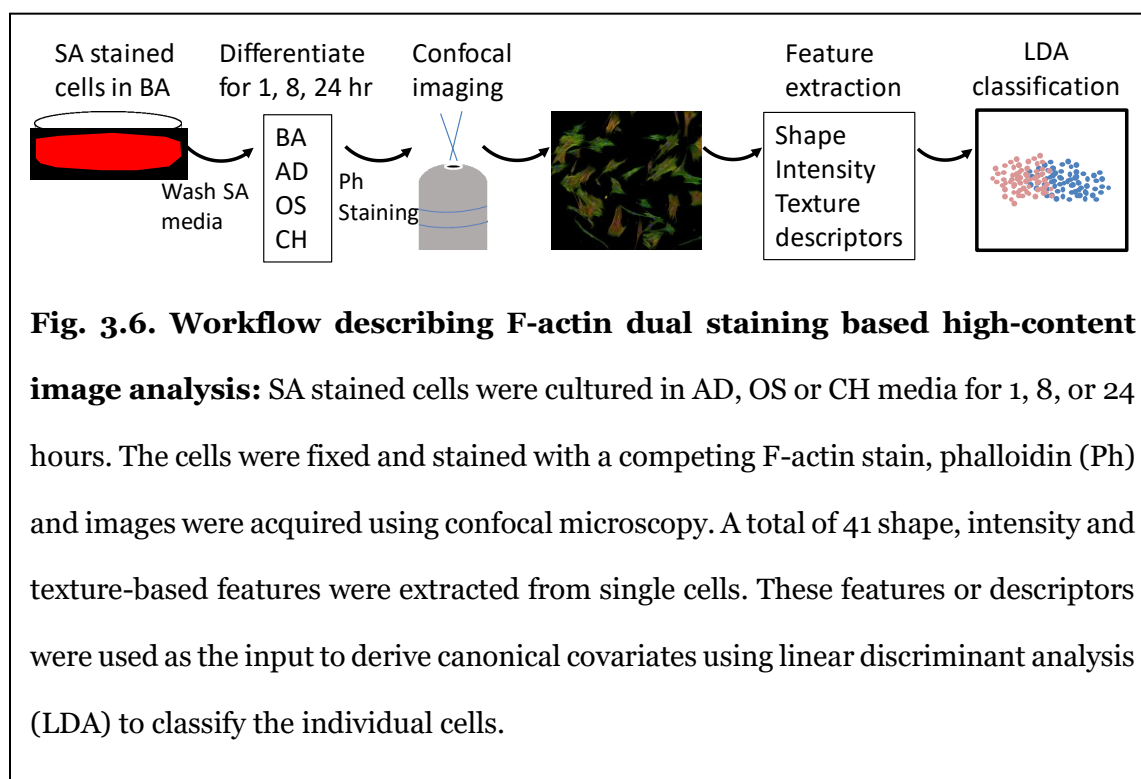 SA stained
cells in BA
Differentiate
for 1, 8, 24 hr
Confocal
imaging
Feature
extraction
LDA
classification
Wash SA
media
BA
AD
OS
CH
Ph
Staining
Shape
Intensity
Texture
descriptors
Fig. 3.6. Workflow describing F-actin dual staining based high-content
image analysis: SA stained cells were cultured in AD, OS or CH media for 1, 8, or 24
hours. The cells were fixed and stained with a competing F-actin stain, phalloidin (Ph)
and images were acquired using confocal microscopy. A total of 41 shape, intensity and
texture-based features were extracted from single cells. These features or descriptors
were used as the input to derive canonical covariates using linear discriminant analysis
(LDA) to classify the individual cells.